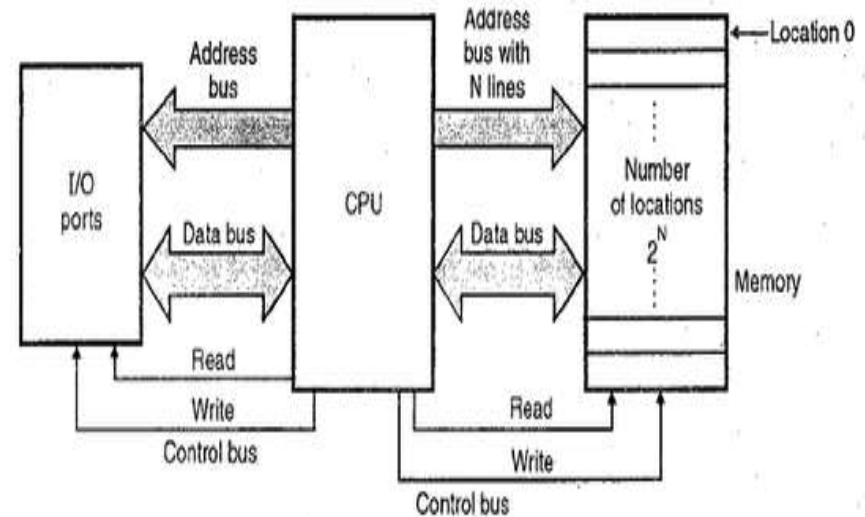 Address
bus
Address
bus with
N lines
Location 0
I/O
ports
CPU
Number
of locations
2^N
Data bus
Data bus
Memory
Read
Write
Control bus
Read
Write
Control bus